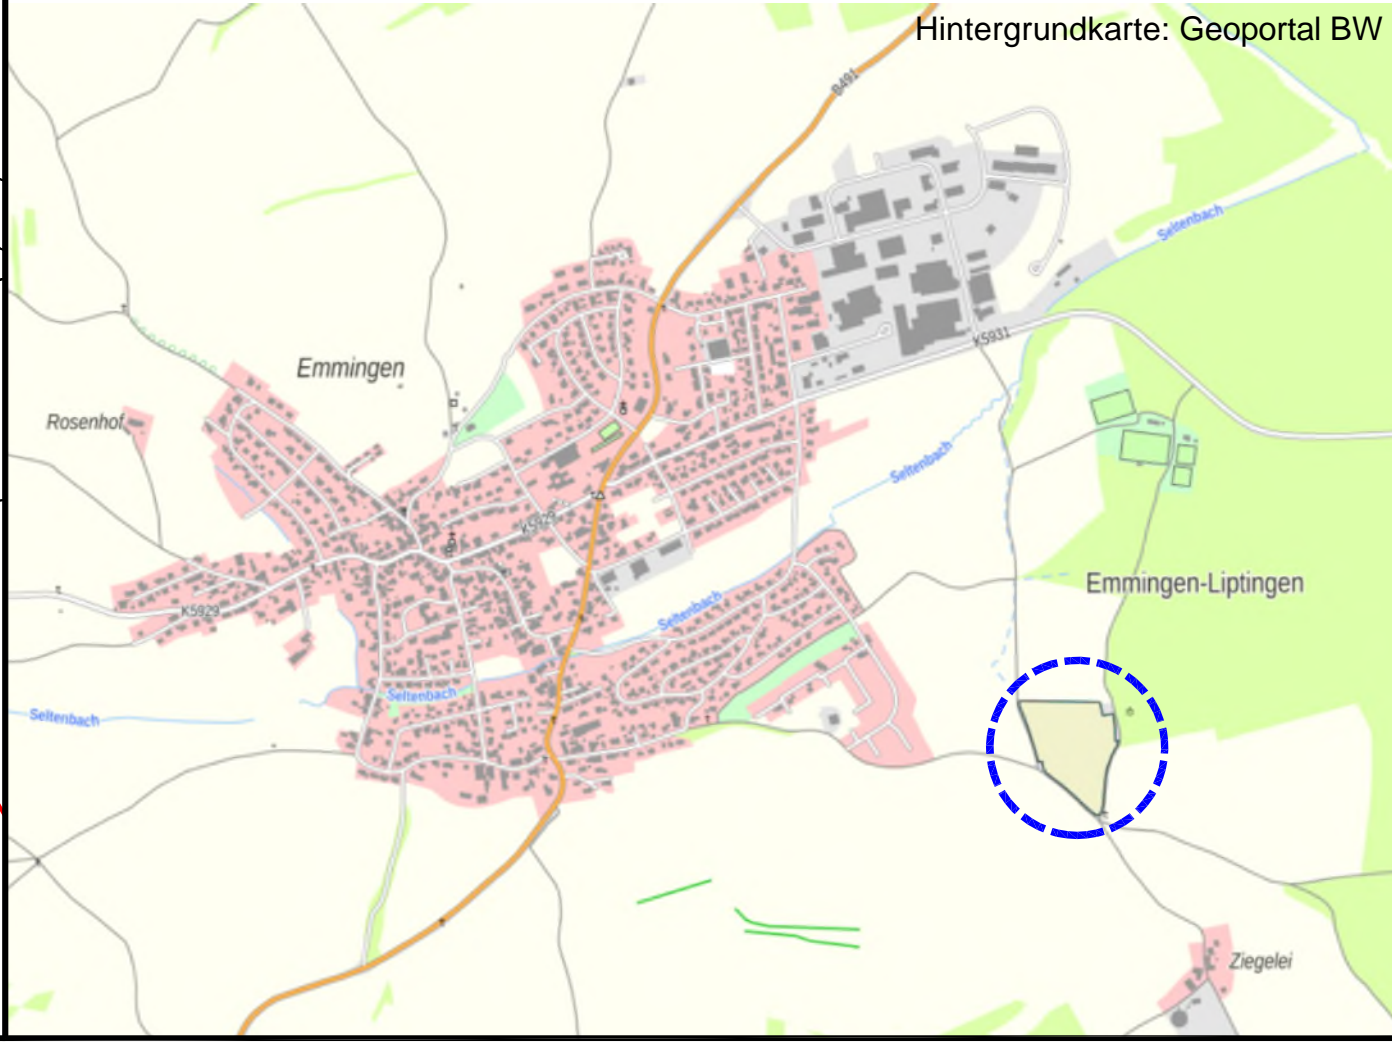 Hintergrundkarte: Geoportal BW
B491
Seltenbach
K5931
Emmingen
Rosenhof
Seltenbach
K5929
Emmingen-Liptingen
K5929
Seltenbach
Seltenbach
Seltenbach
Ziegelei